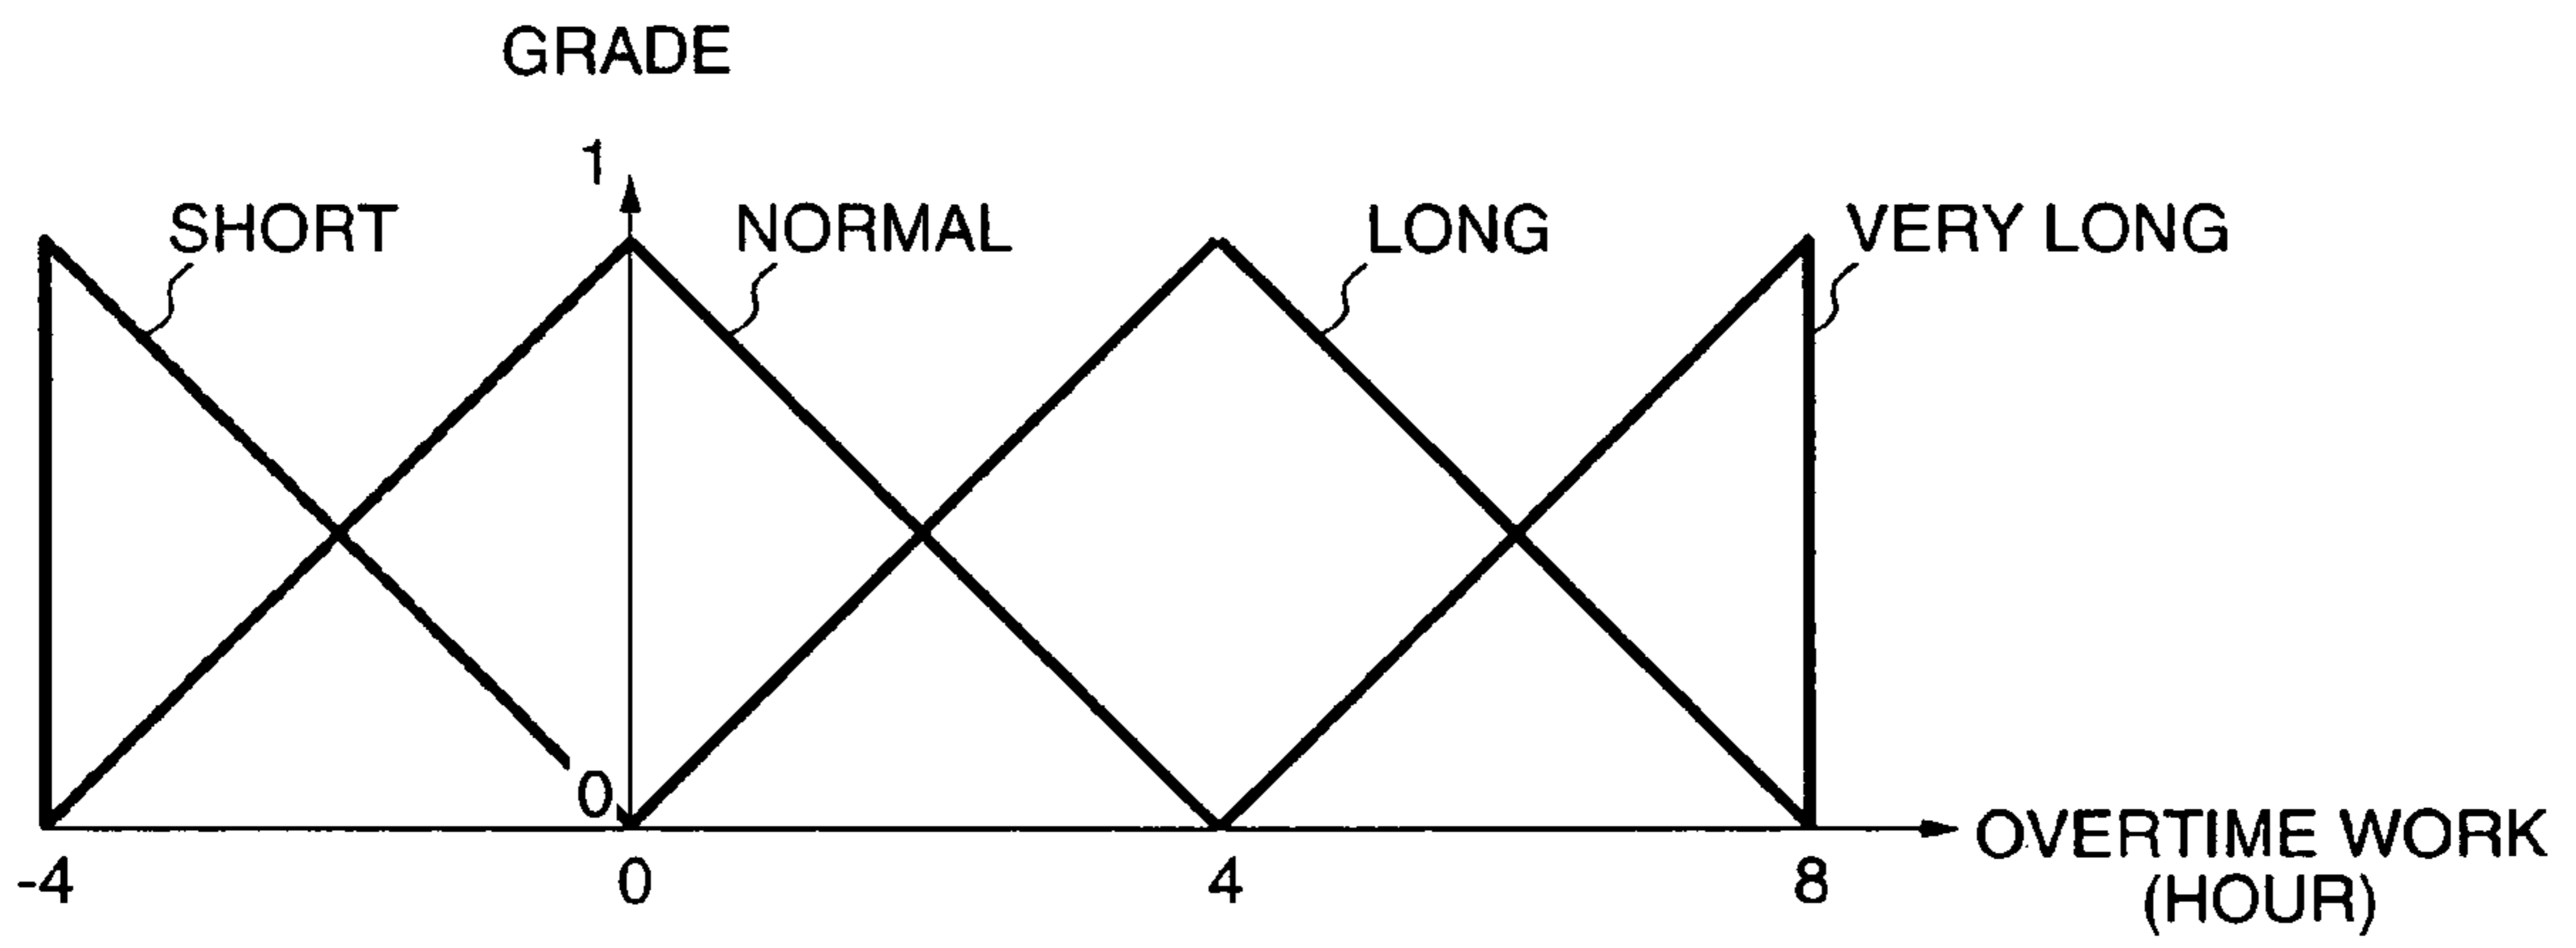 GRADE
1
SHORT
NORMAL
LONG
VERY LONG
0
-4
0
4
8
OVERTIME WORK
(HOUR)